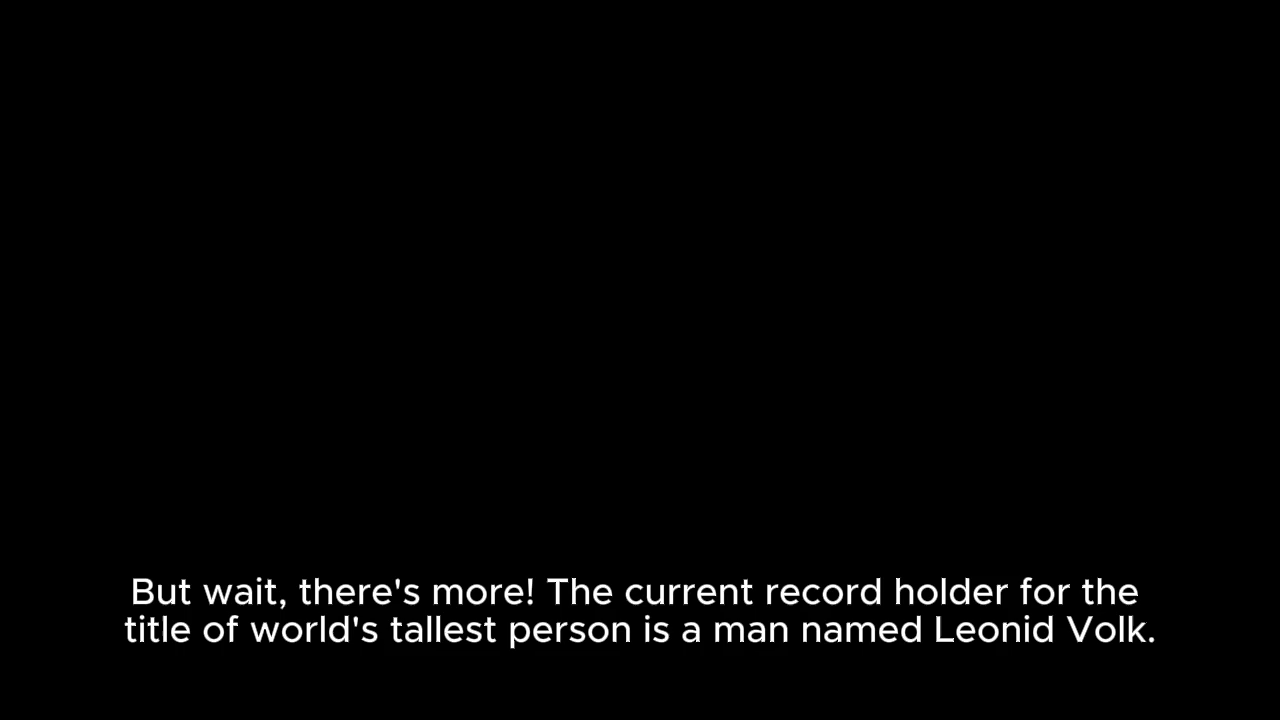 But wait, there's more! The current record holder for the
title of world's tallest person is a man named Leonid Volk.